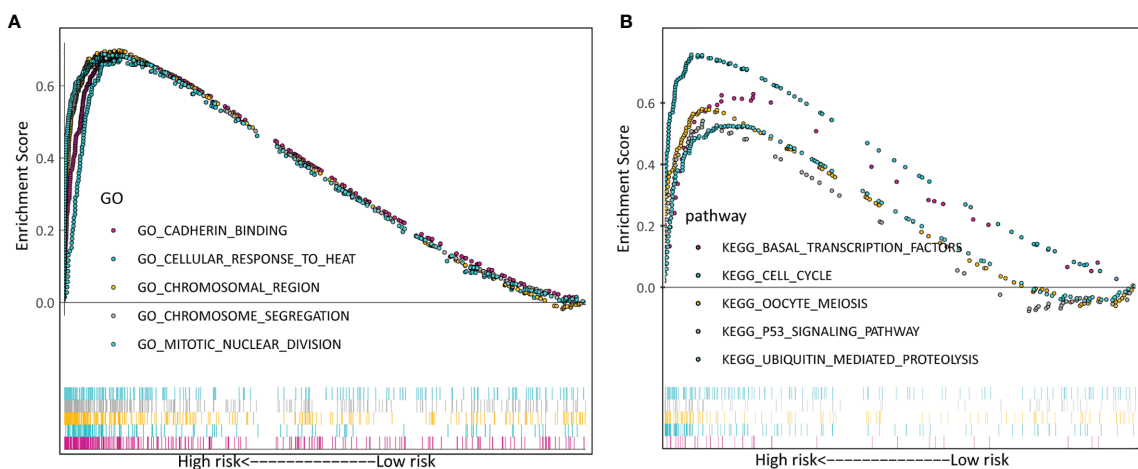 A
Enrichment Score
0.6
0.4
0.2
0.0
GO
GO_CADHERIN_BINDING
GO_CELLULAR_RESPONSE_TO_HEAT
GO_CHROMOSOMAL_REGION
GO_CHROMOSOME_SEGREGATION
GO_MITOTIC_NUCLEAR_DIVISION
High risk<--------------Low risk
B
Enrichment Score
0.6
0.4
0.2
0.0
pathway
KEGG_BASAL_TRANSCRIPTION_FACTORS
KEGG_CELL_CYCLE
KEGG_OOCYTE_MEIOSIS
KEGG_P53_SIGNALING_PATHWAY
KEGG_UBIQUITIN_MEDIATED_PROTEOLYSIS
High risk<--------------Low risk